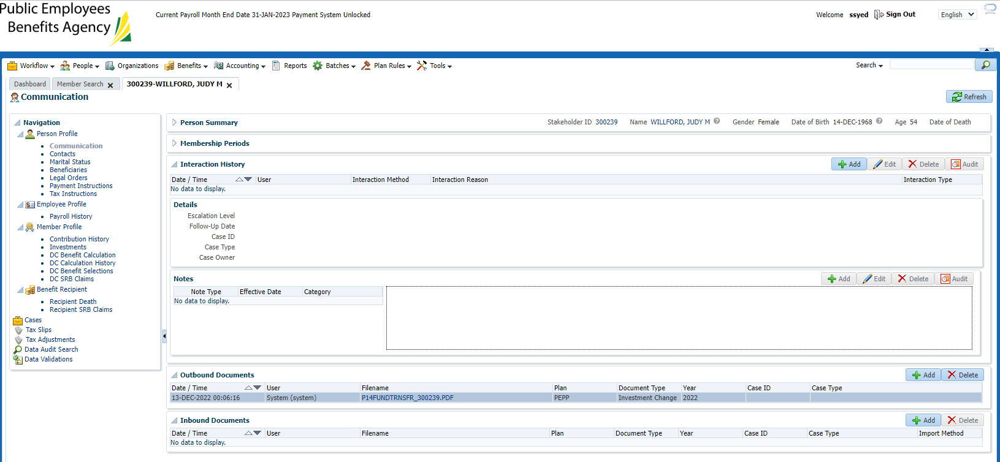 Public Employees
Benefits Agency
Current Payroll Month End Date 31-JAN-2023 Payment System Unlocked
Welcome ssyed Sign Out English
Workflow People Organizations Benefits Accounting Reports Batches Plan Rules Tools Search
Dashboard Member Search 300239-WILLFORD, JUDY M
Communication Refresh
Navigation
Person Profile
Communication
Contacts
Marital Status
Beneficiaries
Legal Orders
Payment Instructions
Tax Instructions
Employee Profile
Payroll History
Member Profile
Contribution History
Investments
DC Benefit Calculation
DC Calculation History
DC Benefit Selections
DC SRB Claims
Benefit Recipient
Recipient Death
Recipient SRB Claims
Cases
Tax Slips
Tax Adjustments
Data Audit Search
Data Validations
Person Summary Stakeholder ID 300239 Name WILLFORD, JUDY M Gender Female Date of Birth 14-DEC-1968 Age 54 Date of Death
Membership Periods
Interaction History Add Edit Delete Audit
Date / Time User Interaction Method Interaction Reason Interaction Type
No data to display.
Details
Escalation Level
Follow-Up Date
Case ID
Case Type
Case Owner
Notes Add Edit Delete Audit
Note Type Effective Date Category
No data to display.
Outbound Documents Add Delete
Date / Time User Filename Plan Document Type Year Case ID Case Type
13-DEC-2022 00:06:16 System (system) P14FUNDTRNSFR_300239.PDF PEPP Investment Change 2022
Inbound Documents Add Delete
Date / Time User Filename Plan Document Type Year Case ID Case Type Import Method
No data to display.